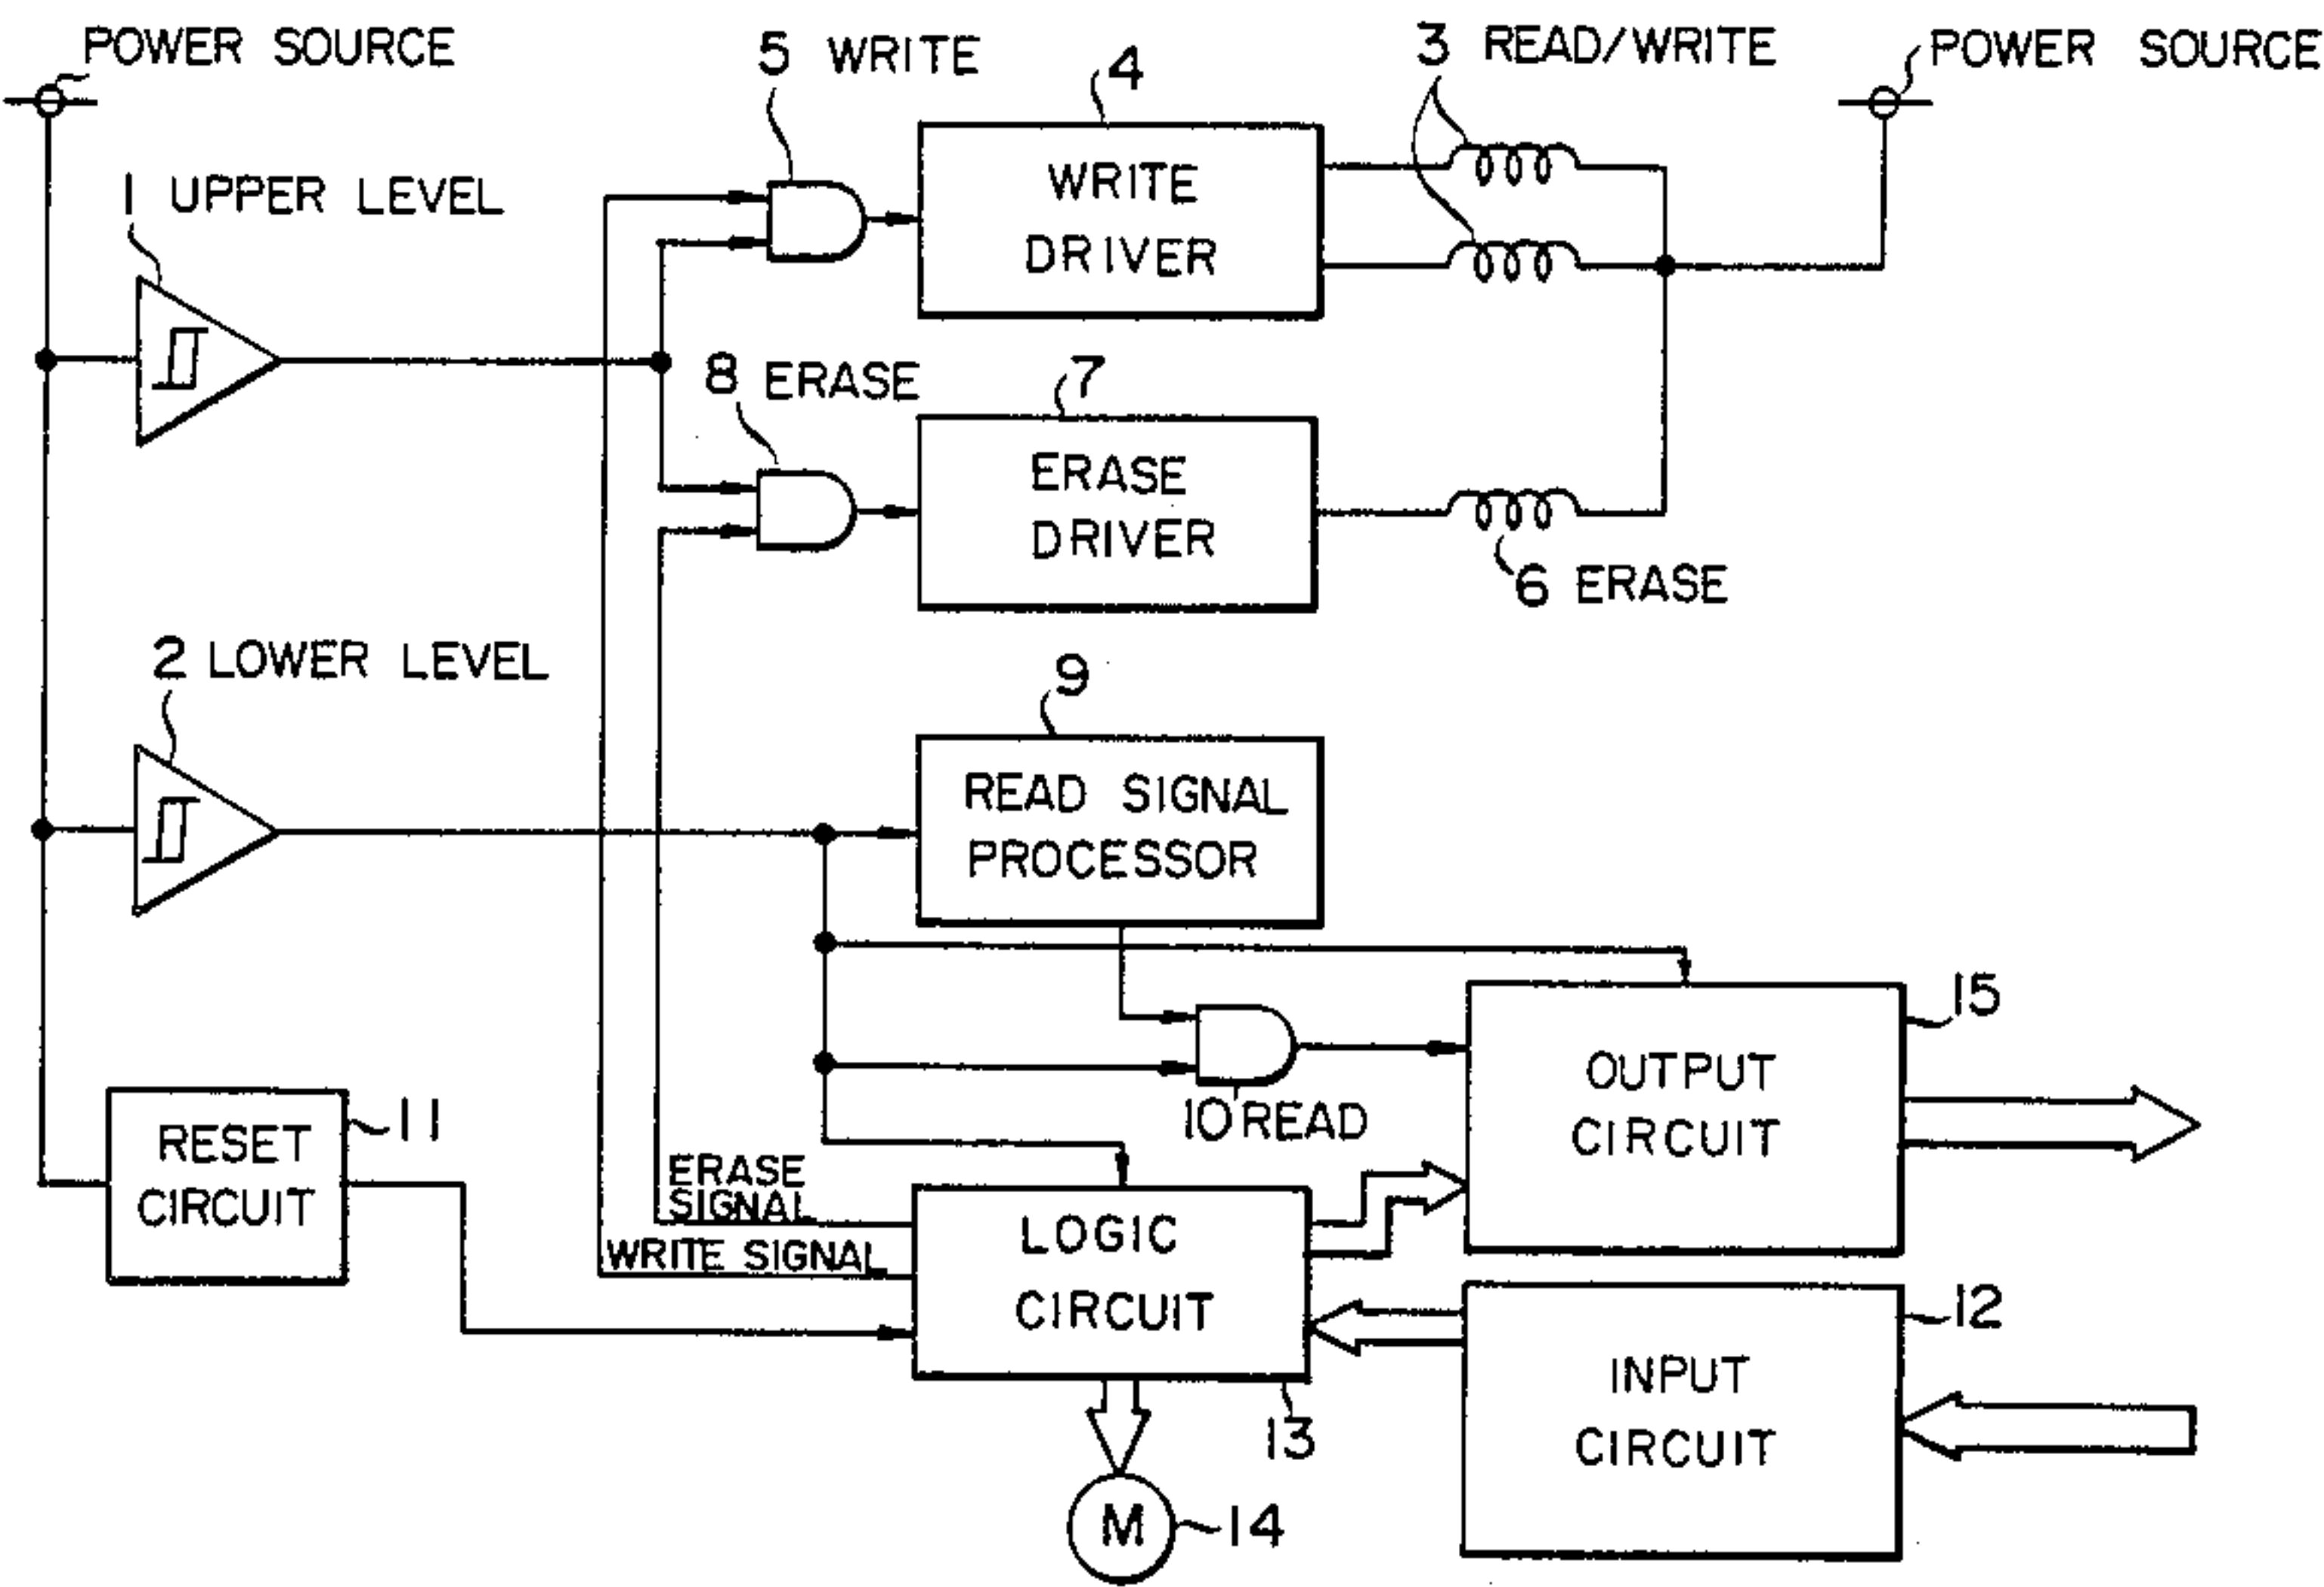 POWER SOURCE
5 WRITE
4
3 READ/WRITE
POWER SOURCE
1 UPPER LEVEL
WRITE
DRIVER
8 ERASE
7
ERASE
DRIVER
6 ERASE
2 LOWER LEVEL
9
READ SIGNAL
PROCESSOR
15
OUTPUT
CIRCUIT
10 READ
RESET
CIRCUIT
11
ERASE
SIGNAL
WRITE SIGNAL
LOGIC
CIRCUIT
12
INPUT
CIRCUIT
13
M
14